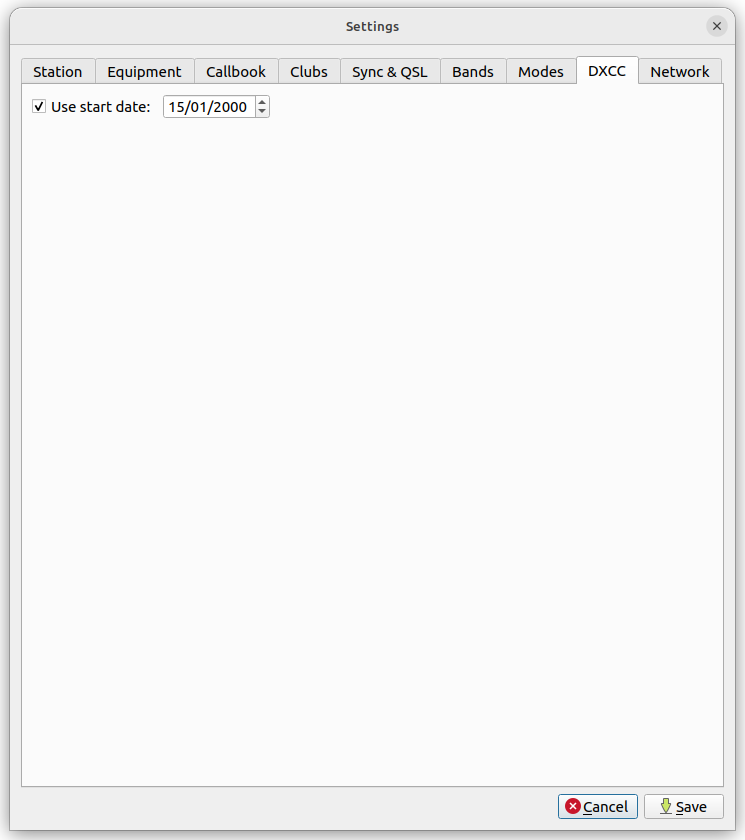 Settings
Station Equipment Callbook Clubs Sync & QSL Bands Modes DXCC Network
Use start date: 15/01/2000
Cancel Save